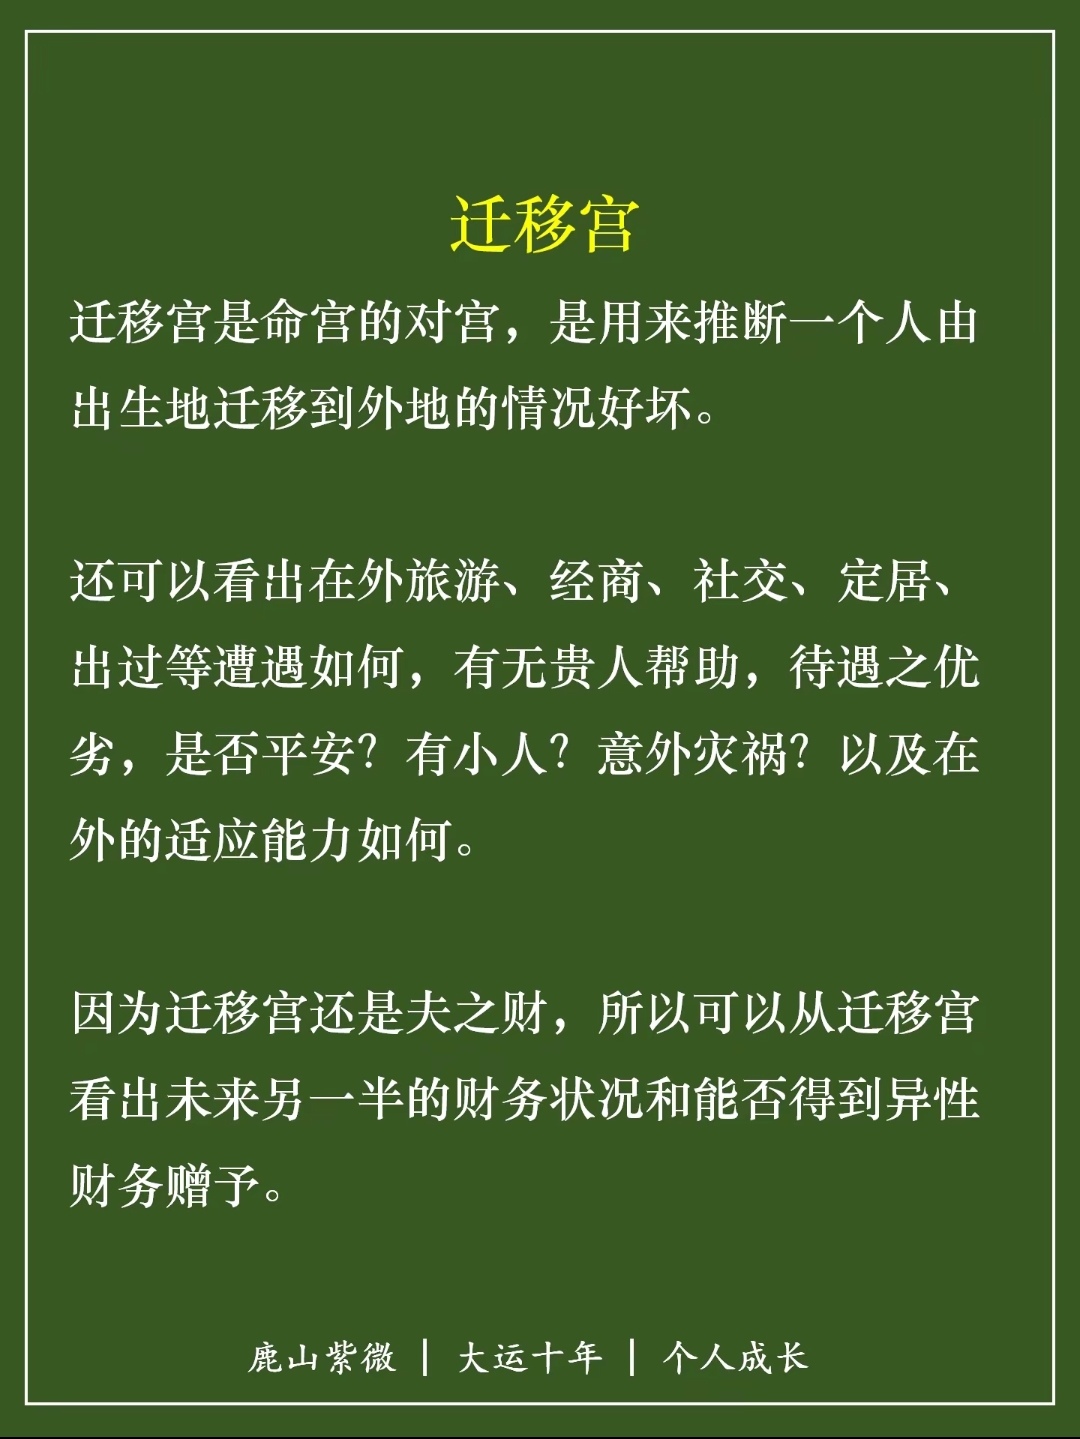 迁移宫
迁移宫是命宫的对宫，是用来推断一个人由
出生地迁移到外地的情况好坏。
还可以看出在外旅游、经商、社交、定居、
出过等遭遇如何，有无贵人帮助，待遇之优
劣，是否平安？有小人？意外灾祸？以及在
外的适应能力如何。
因为迁移宫还是夫之财，所以可以从迁移宫
看出未来另一半的财务状况和能否得到异性
财务赠予。
鹿山紫微 | 大运十年 | 个人成长